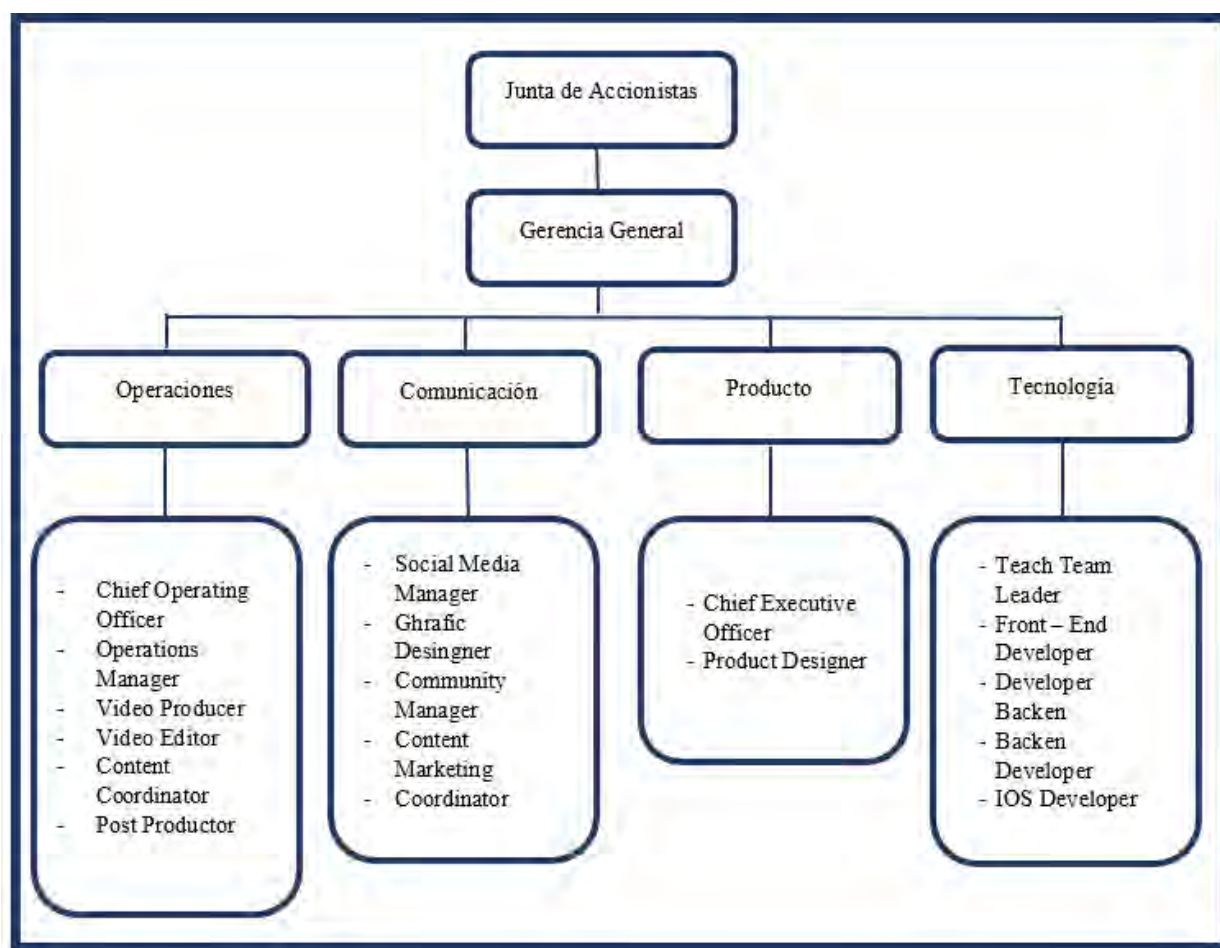 Junta de Accionistas
Gerencia General
Operaciones
Comunicación
Producto
Tecnología
- Chief Operating
Officer
- Operations
Manager
- Video Producer
- Video Editor
- Content
Coordinator
- Post Productor
- Social Media
Manager
- Ghrafic
Desingner
- Community
Manager
- Content
Marketing
- Coordinator
- Chief Executive
Officer
- Product Designer
- Teach Team
Leader
- Front – End
Developer
- Developer
Backen
- Backen
Developer
- IOS Developer